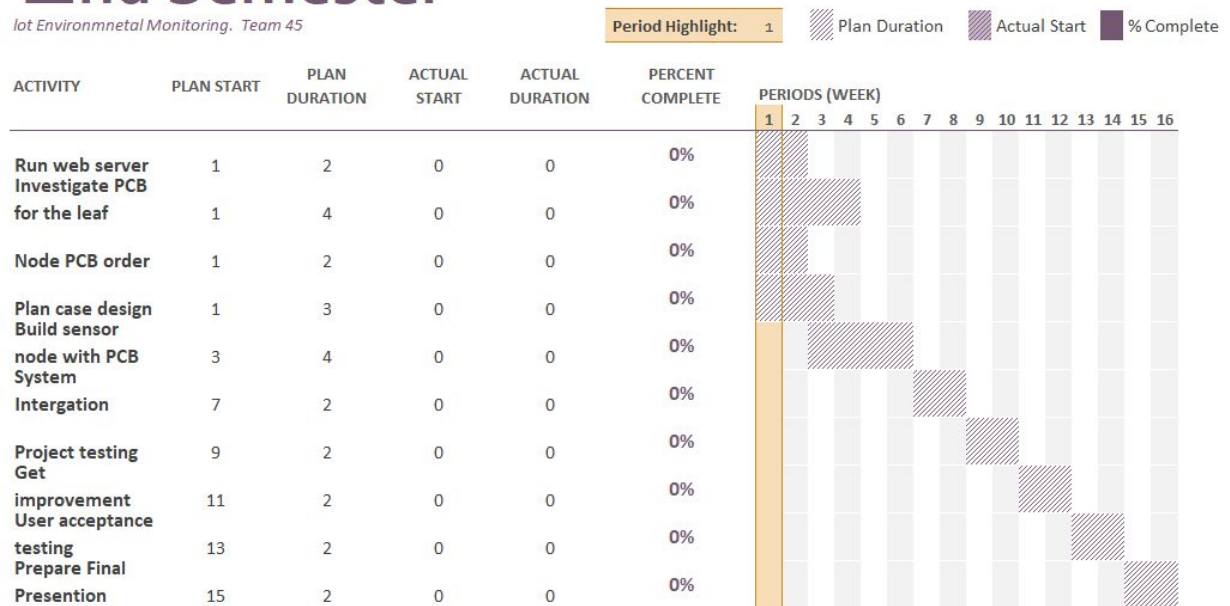 2nd Semester
Iot Environmnetal Monitoring. Team 45
Period Highlight: 1
Plan Duration
Actual Start
% Complete
ACTIVITY PLAN START PLAN DURATION ACTUAL START ACTUAL DURATION PERCENT COMPLETE PERIODS (WEEK)
1 2 3 4 5 6 7 8 9 10 11 12 13 14 15 16
Run web server 1 2 0 0 0%
Investigate PCB
for the leaf 1 4 0 0 0%
Node PCB order 1 2 0 0 0%
Plan case design 1 3 0 0 0%
Build sensor
node with PCB 3 4 0 0 0%
System
Intergation 7 2 0 0 0%
Project testing 9 2 0 0 0%
Get
improvement 11 2 0 0 0%
User acceptance
testing 13 2 0 0 0%
Prepare Final
Presention 15 2 0 0 0%